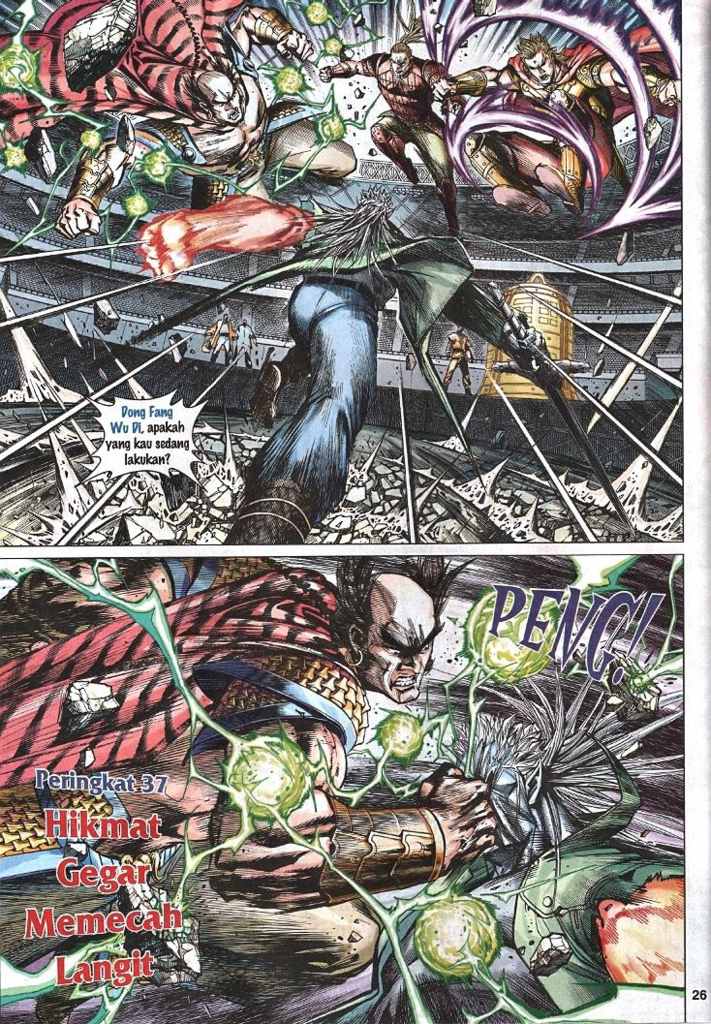 Dong Fang
Wu Di, apakah
yang kau sedang
lakukan?
PENG!
Peringkat 37
Hikmat
Gegar
Memecah
Langit
26